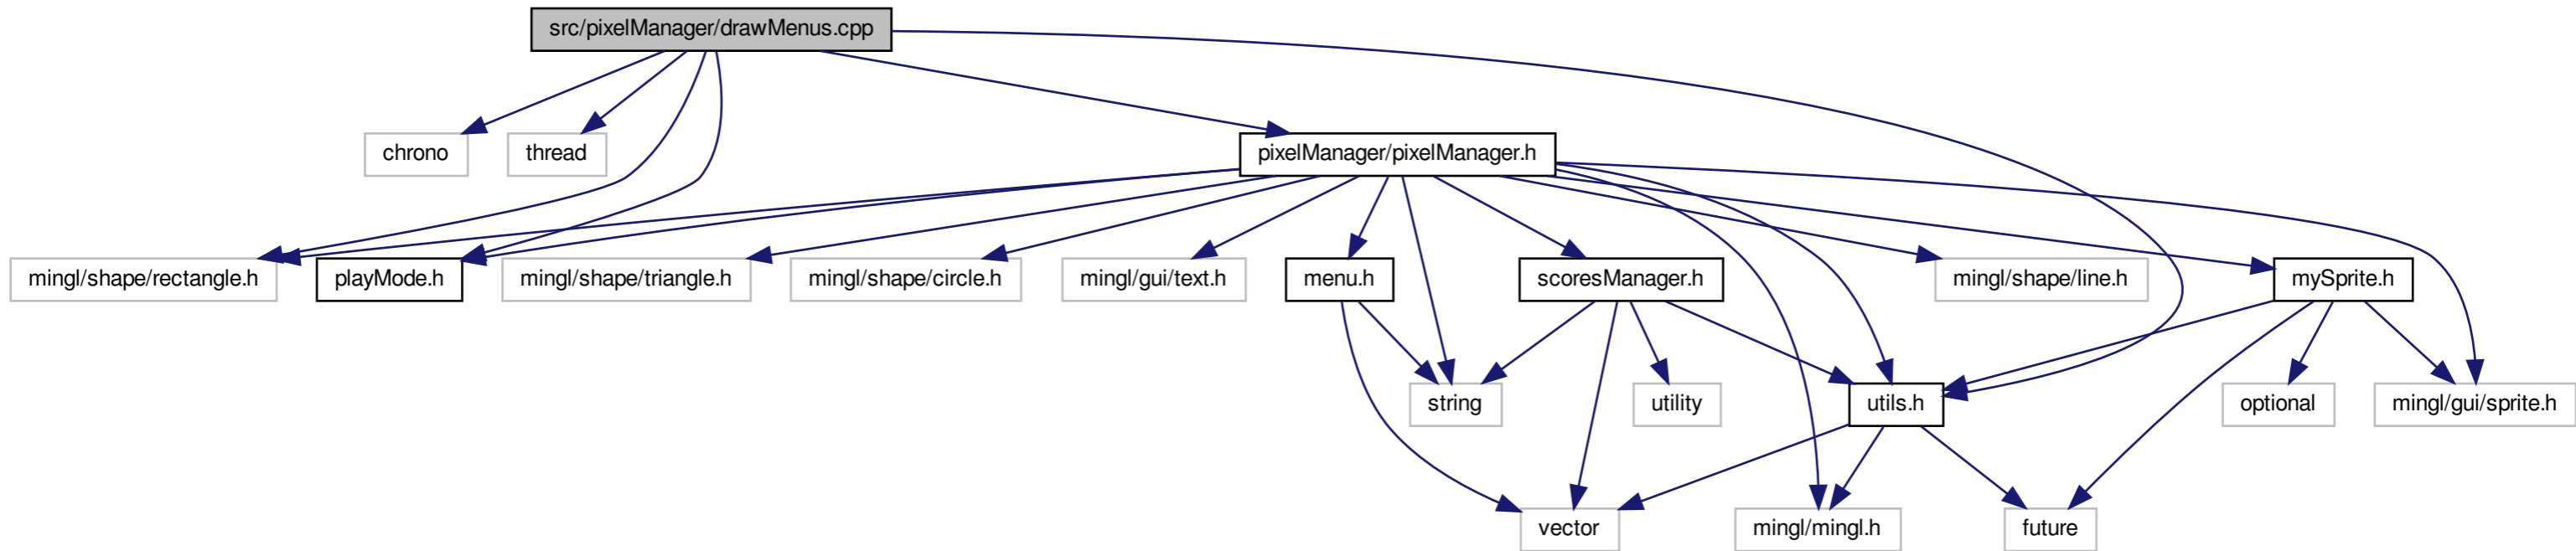 src/pixelManager/drawMenus.cpp
chrono
thread
pixelManager/pixelManager.h
mingl/shape/rectangle.h
playMode.h
mingl/shape/triangle.h
mingl/shape/circle.h
mingl/gui/text.h
menu.h
scoresManager.h
mingl/shape/line.h
mySprite.h
string
utility
utils.h
optional
mingl/gui/sprite.h
vector
mingl/mingl.h
future